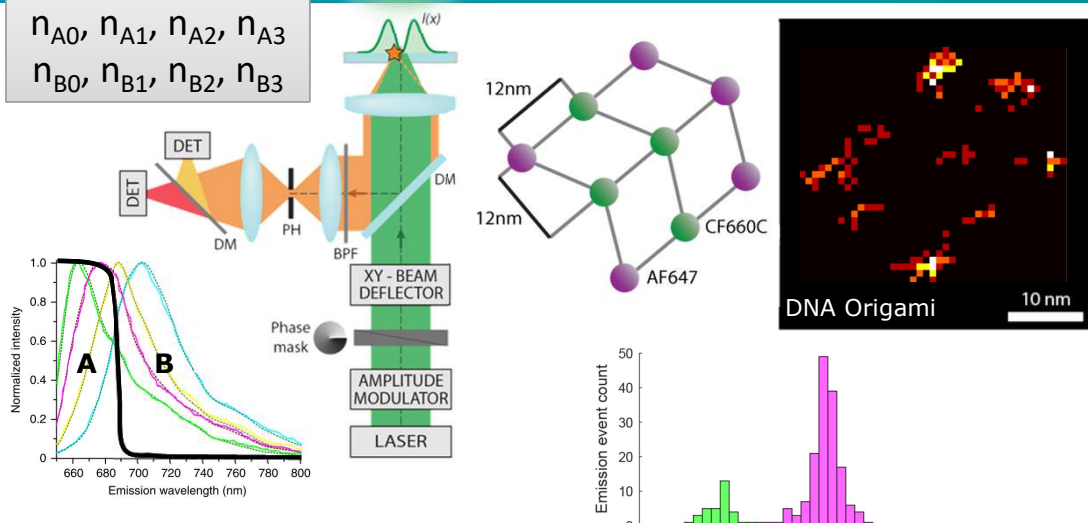 nA0, nA1, nA2, nA3
nB0, nB1, nB2, nB3
I(x)
DET
DET
DM
PH
BPF
DM
XY - BEAM
DEFLECTOR
Phase
mask
AMPLITUDE
MODULATOR
LASER
12nm
12nm
CF660C
AF647
DNA Origami
10 nm
Normalized intensity
1.0
0.8
0.6
0.4
0.2
0
A
B
660 680 700 720 740 760 780 800
Emission wavelength (nm)
Emission event count
50
40
30
20
10